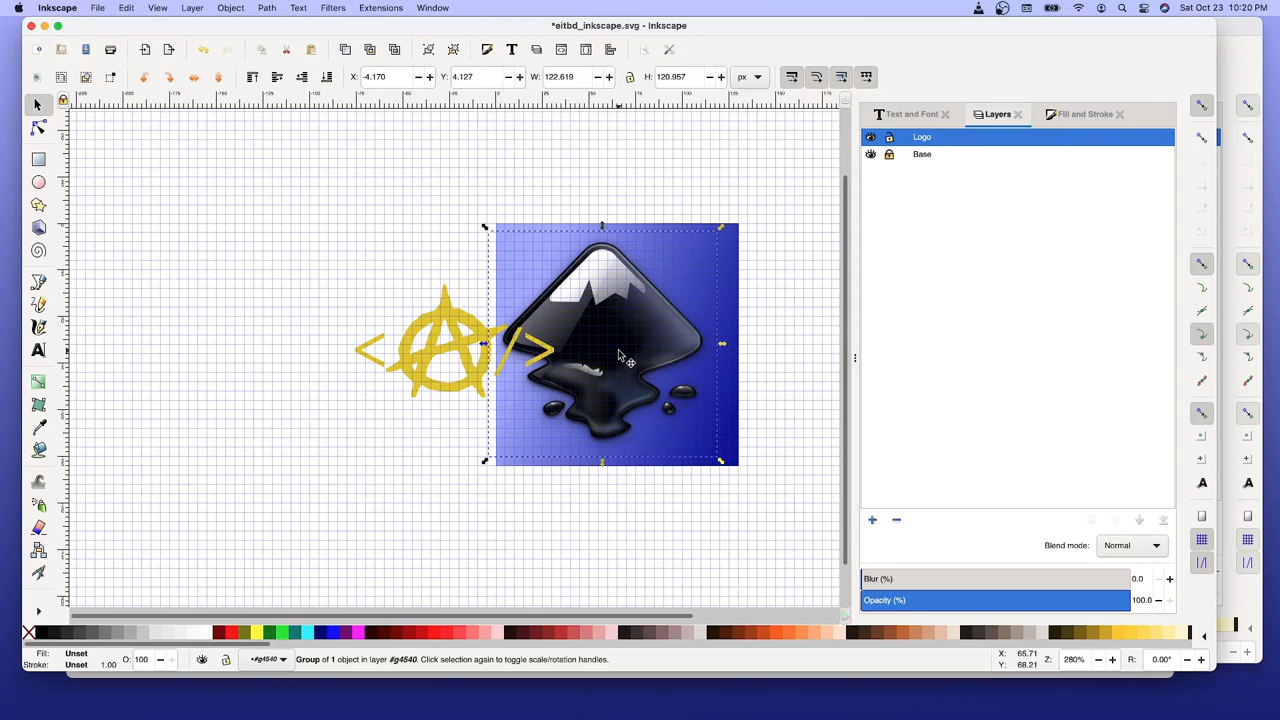 Inkscape File Edit View Layer Object Path Text Filters Extensions Window Sat Oct 23 10:20 PM
*eitbd_inkscape.svg - Inkscape
X: -4.170 Y: 4.127 W: 122.619 H: 120.957 px
Text and Font Layers Fill and Stroke
Logo
Base
<A/>
Blend mode: Normal
Blur (%) 0.0
Opacity (%) 100.0
Fill: Unset
Stroke: Unset 1.00 O: 100 •#g4540 Group of 1 object in layer #g4540. Click selection again to toggle scale/rotation handles. X: 65.71 Y: 68.21 Z: 280% R: 0.00°